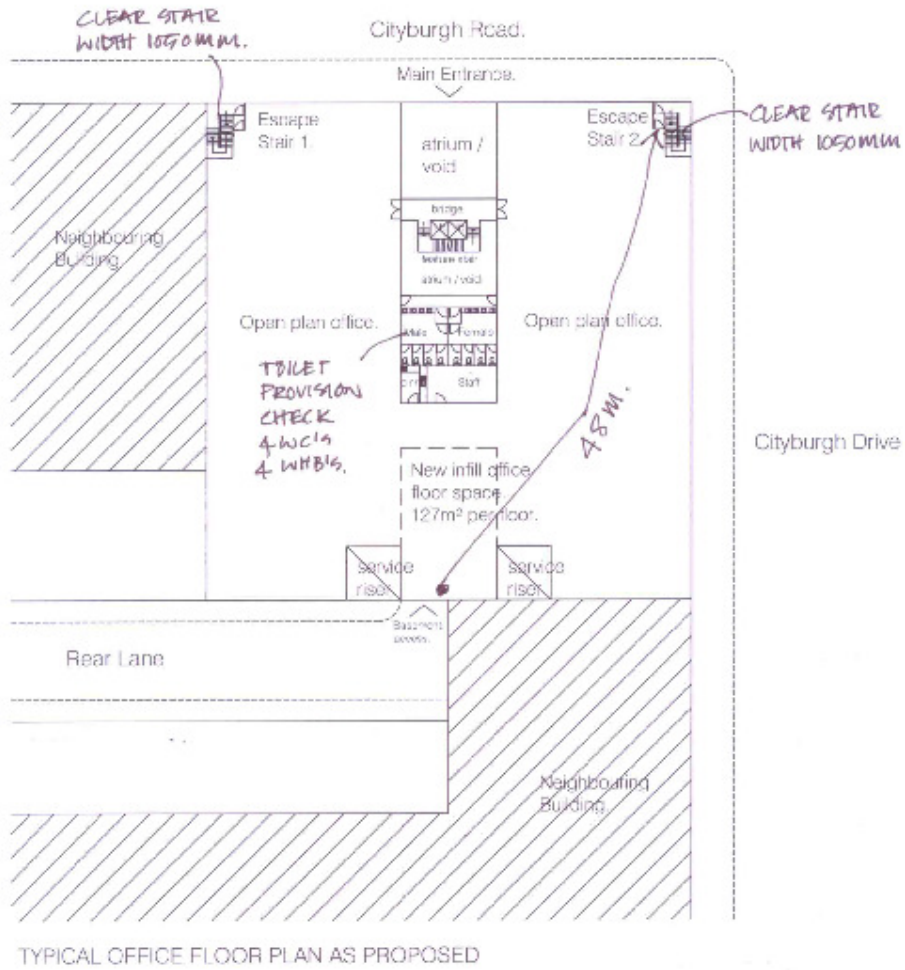 CLEAR STAIR
WIDTH 1050MM.
Cityburgh Road.
Main Entrance.
Escape
Stair 1.
atrium /
void
Escape
Stair 2.
CLEAR STAIR
WIDTH 1050MM
bridge
feature stair
atrium / void
Neighbouring
Building
Open plan office.
Male
Female
Open plan office.
Staff
TOILET
PROVISION
CHECK
4 WC'S
4 WHB'S.
48M.
Cityburgh Drive
New infill office
floor space.
127m² per floor.
service
riser
service
riser
Basement
access.
Rear Lane
Neighbouring
Building
TYPICAL OFFICE FLOOR PLAN AS PROPOSED